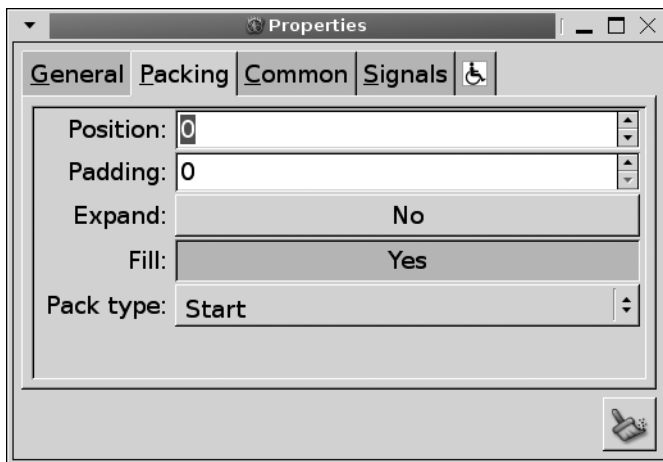 Properties
General Packing Common Signals
Position: 0
Padding: 0
Expand: No
Fill: Yes
Pack type: Start